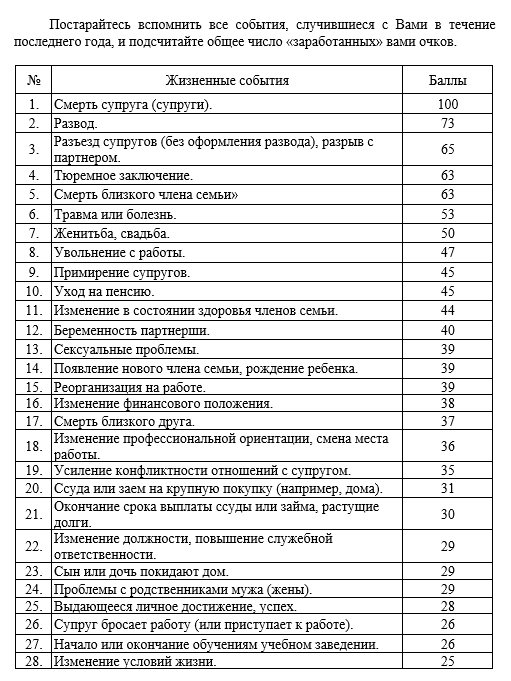 Постарайтесь вспомнить все события, случившиеся с Вами в течение
последнего года, и подсчитайте общее число «заработанных» вами очков.
№ Жизненные события Баллы
1. Смерть супруга (супруги). 100
2. Развод. 73
3. Разъезд супругов (без оформления развода), разрыв с
партнером. 65
4. Тюремное заключение. 63
5. Смерть близкого члена семьи» 63
6. Травма или болезнь. 53
7. Женитьба, свадьба. 50
8. Увольнение с работы. 47
9. Примирение супругов. 45
10. Уход на пенсию. 45
11. Изменение в состоянии здоровья членов семьи. 44
12. Беременность партнерши. 40
13. Сексуальные проблемы. 39
14. Появление нового члена семьи, рождение ребенка. 39
15. Реорганизация на работе. 39
16. Изменение финансового положения. 38
17. Смерть близкого друга. 37
18. Изменение профессиональной ориентации, смена места
работы. 36
19. Усиление конфликтности отношений с супругом. 35
20. Ссуда или заем на крупную покупку (например, дома). 31
21. Окончание срока выплаты ссуды или займа, растущие
долги. 30
22. Изменение должности, повышение служебной
ответственности. 29
23. Сын или дочь покидают дом. 29
24. Проблемы с родственниками мужа (жены). 29
25. Выдающееся личное достижение, успех. 28
26. Супруг бросает работу (или приступает к работе). 26
27. Начало или окончание обучениям учебном заведении. 26
28. Изменение условий жизни. 25